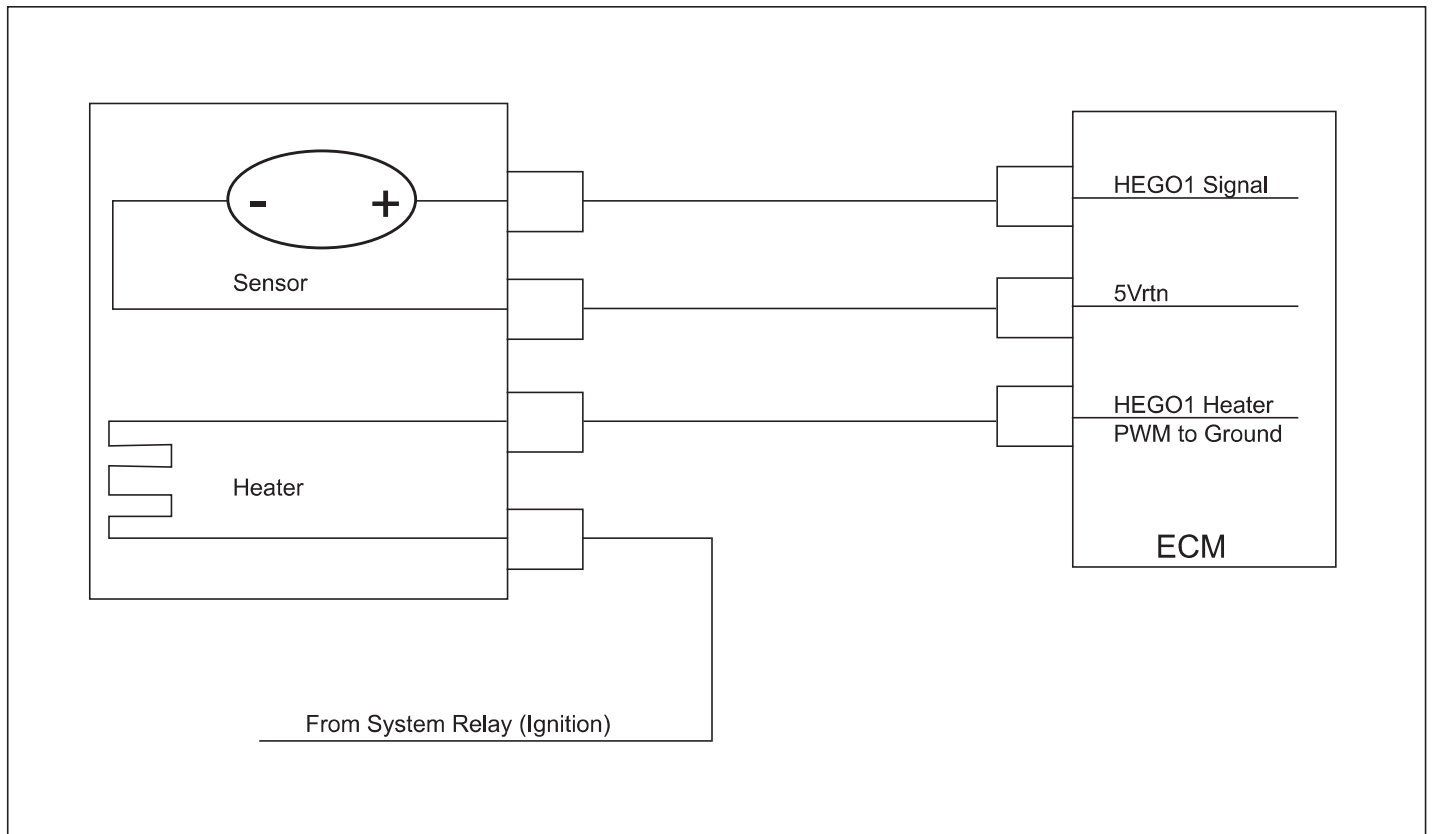 HEGO1 Signal
- +
Sensor
5Vrtn
HEGO1 Heater
PWM to Ground
Heater
ECM
From System Relay (Ignition)